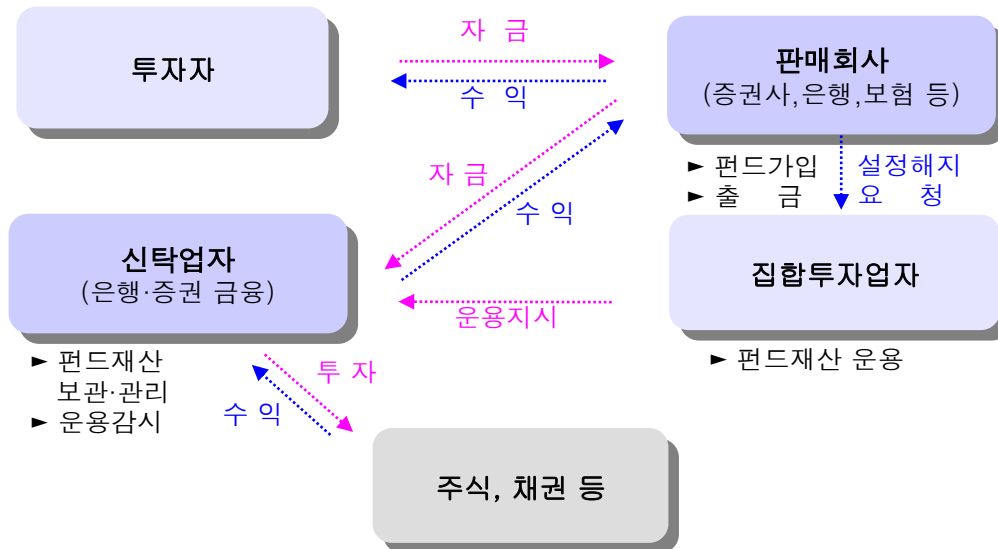 투자자
자 금
수 익
판매회사
(증권사,은행,보험 등)
► 펀드가입
► 출 금
설정해지
요 청
자 금
수 익
신탁업자
(은행·증권 금융)
집합투자업자
운용지시
► 펀드재산
보관·관리
► 운용감시
► 펀드재산 운용
투 자
수 익
주식, 채권 등